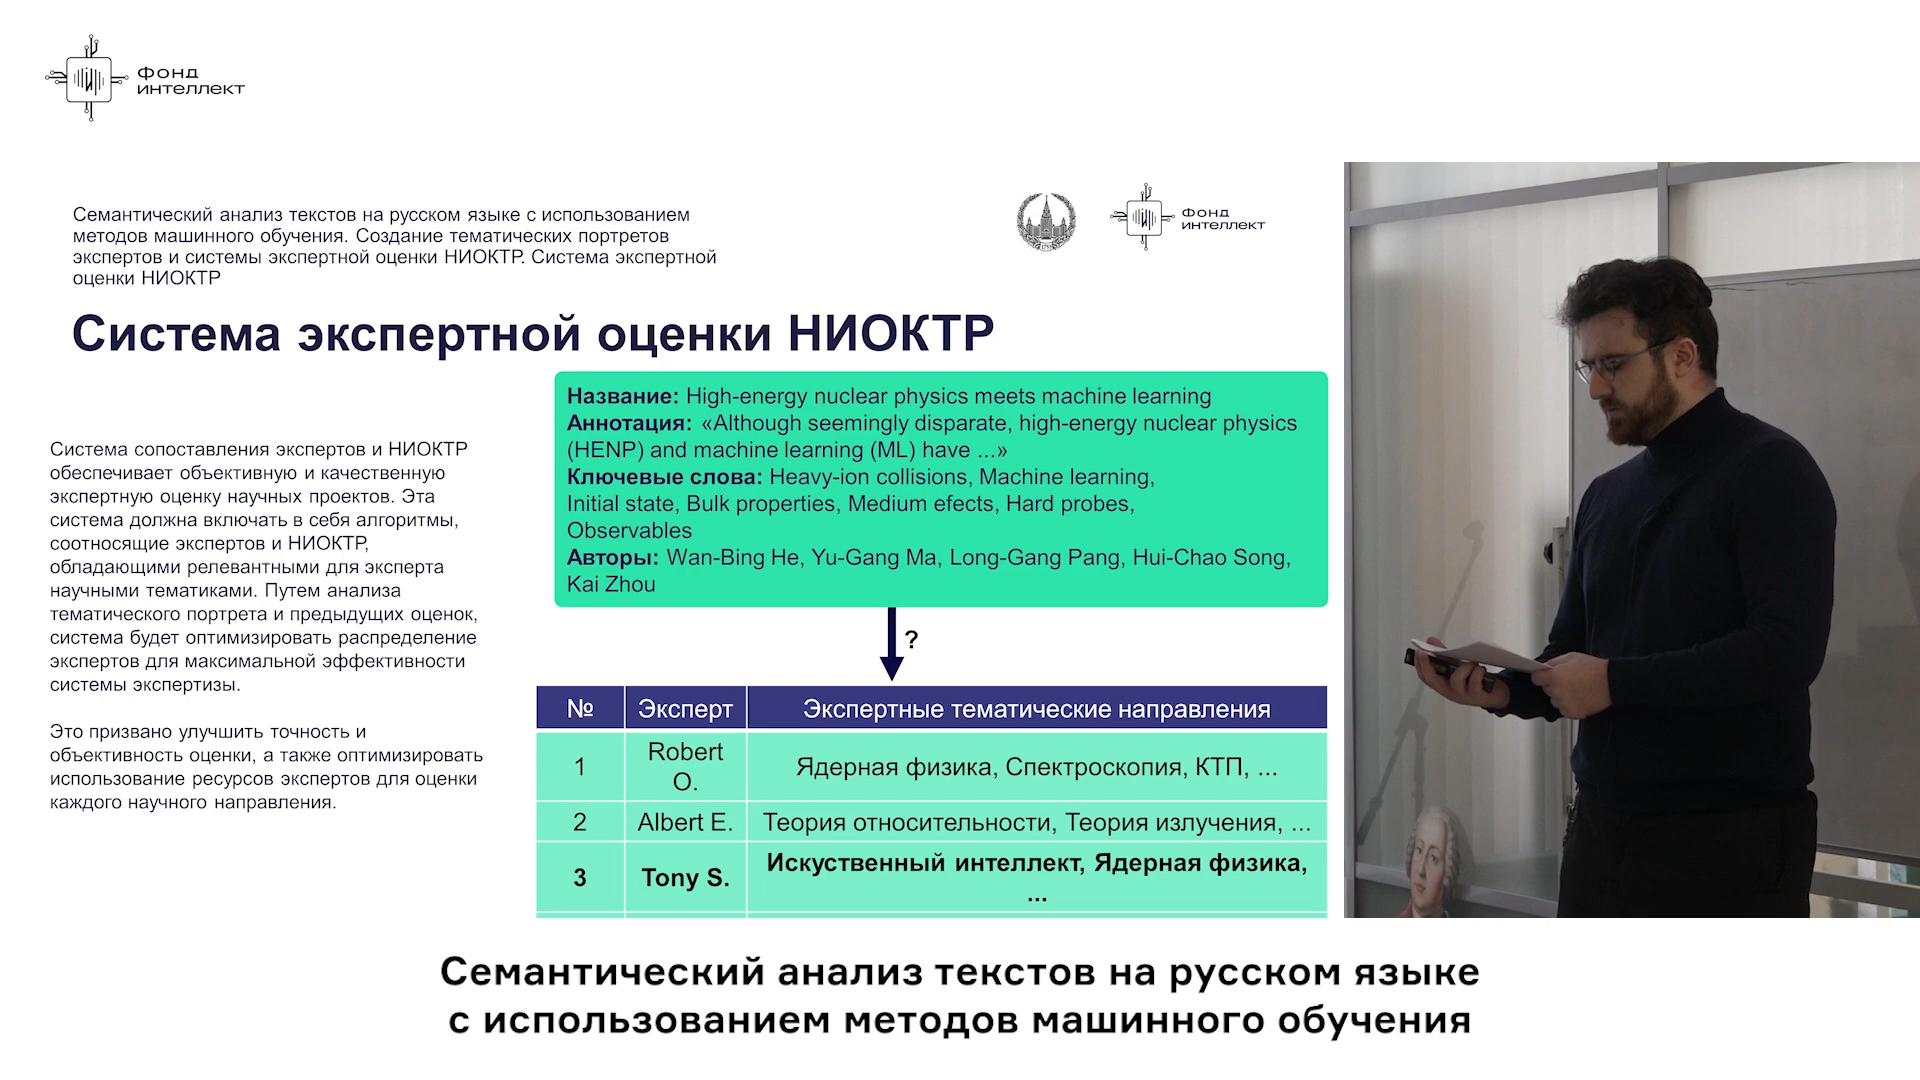 Фонд
интеллект
Семантический анализ текстов на русском языке с использованием
методов машинного обучения. Создание тематических портретов
экспертов и системы экспертной оценки НИОКТР. Система экспертной
оценки НИОКТР
Фонд
интеллект
Система экспертной оценки НИОКТР
Система сопоставления экспертов и НИОКТР
обеспечивает объективную и качественную
экспертную оценку научных проектов. Эта
система должна включать в себя алгоритмы,
соотносящие экспертов и НИОКТР,
обладающими релевантными для эксперта
научными тематиками. Путем анализа
тематического портрета и предыдущих оценок,
система будет оптимизировать распределение
экспертов для максимальной эффективности
системы экспертизы.
Это призвано улучшить точность и
объективность оценки, а также оптимизировать
использование ресурсов экспертов для оценки
каждого научного направления.
Название: High-energy nuclear physics meets machine learning
Аннотация: «Although seemingly disparate, high-energy nuclear physics
(HENP) and machine learning (ML) have ...»
Ключевые слова: Heavy-ion collisions, Machine learning,
Initial state, Bulk properties, Medium efects, Hard probes,
Observables
Авторы: Wan-Bing He, Yu-Gang Ma, Long-Gang Pang, Hui-Chao Song,
Kai Zhou
?
№ Эксперт Экспертные тематические направления
1 Robert O. Ядерная физика, Спектроскопия, КТП, ...
2 Albert E. Теория относительности, Теория излучения, ...
3 Tony S. Искуственный интеллект, Ядерная физика,
...
Семантический анализ текстов на русском языке
с использованием методов машинного обучения